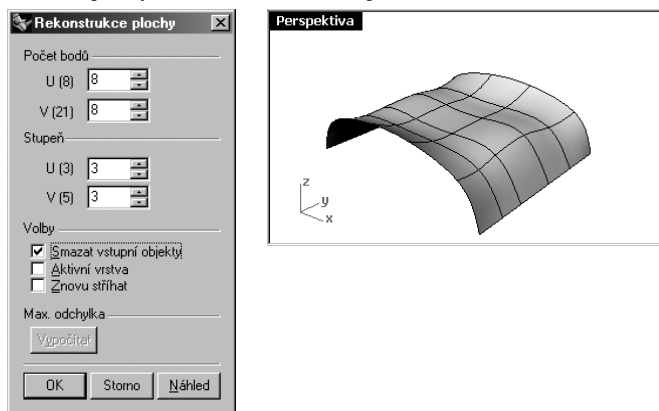 Rekonstrukce plochy
Počet bodů
U (8) 8
V (21) 8
Stupeň
U (3) 3
V (5) 3
Volby
Smazat vstupní objekty
Aktivní vrstva
Znovu stříhat
Max. odchylka
Vypočítat
OK Storno Náhled
Perspektiva
z
y
x